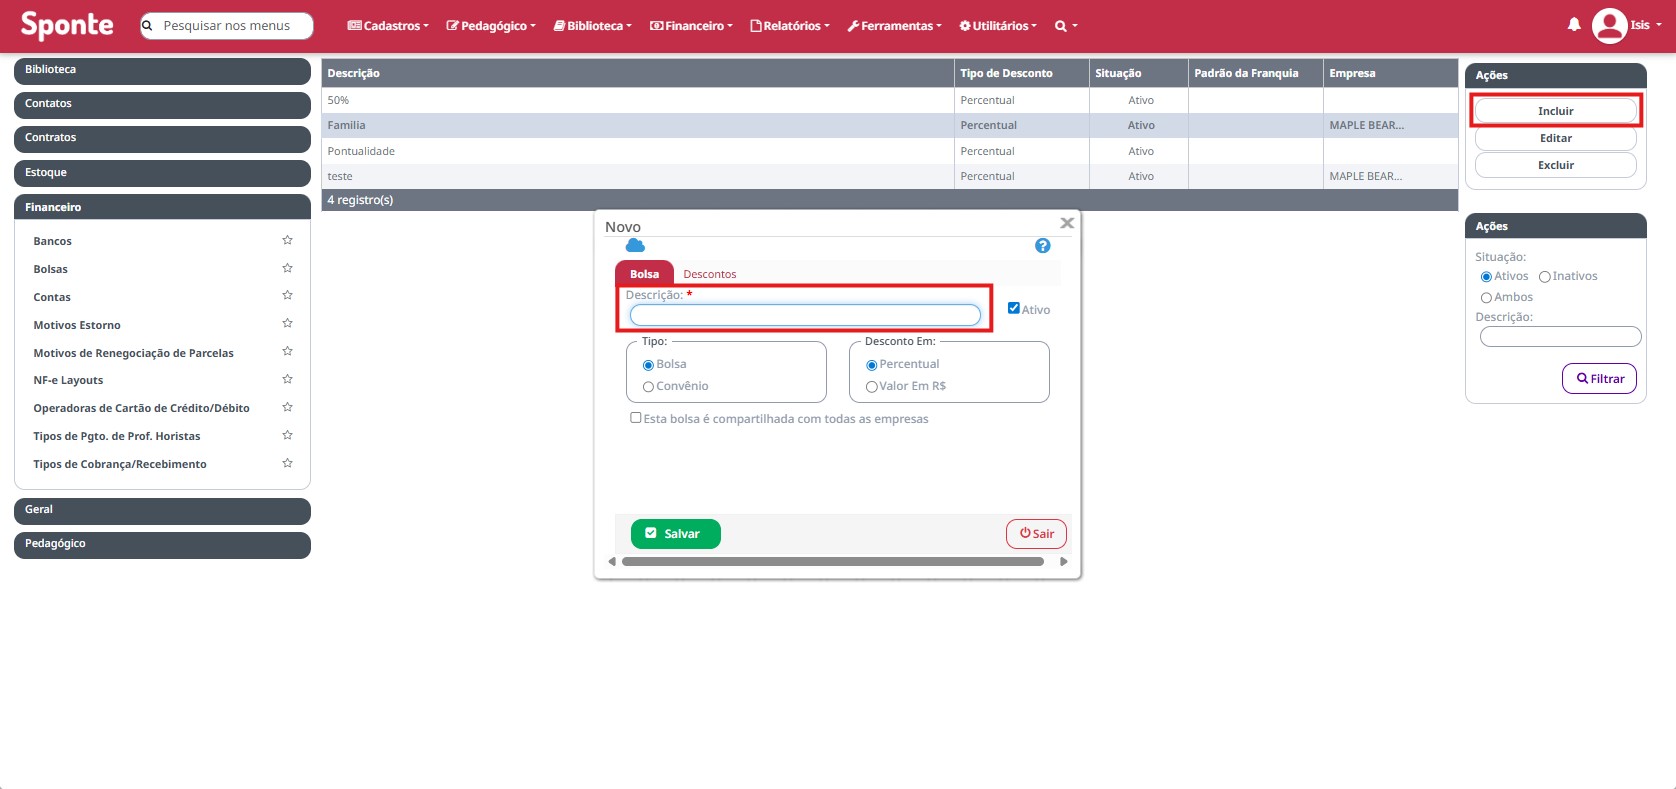 Sponte
Pesquisar nos menus
Cadastros
Pedagógico
Biblioteca
Financeiro
Relatórios
Ferramentas
Utilitários
Isis
Biblioteca
Contatos
Contratos
Estoque
Financeiro
Bancos
Bolsas
Contas
Motivos Estorno
Motivos de Renegociação de Parcelas
NF-e Layouts
Operadoras de Cartão de Crédito/Débito
Tipos de Pgto. de Prof. Horistas
Tipos de Cobrança/Recebimento
Geral
Pedagógico
Descrição Tipo de Desconto Situação Padrão da Franquia Empresa
50% Percentual Ativo
Familia Percentual Ativo MAPLE BEAR...
Pontualidade Percentual Ativo
teste Percentual Ativo MAPLE BEAR...
4 registro(s)
Novo
Bolsa Descontos
Descrição: *
Ativo
Tipo:
Bolsa
Convênio
Desconto Em:
Percentual
Valor Em R$
Esta bolsa é compartilhada com todas as empresas
Salvar
Sair
Ações
Incluir
Editar
Excluir
Ações
Situação:
Ativos Inativos
Ambos
Descrição:
Filtrar